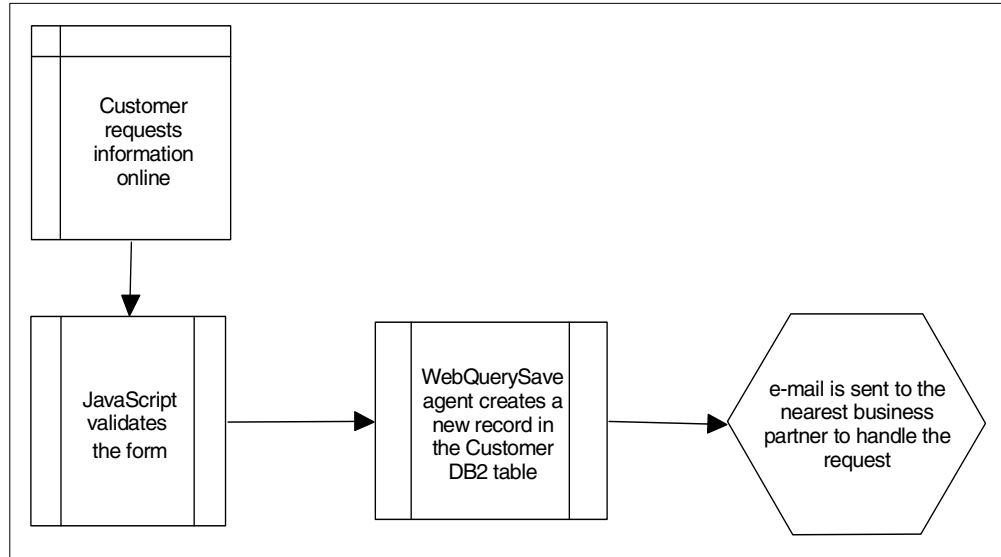 Customer
requests
information
online
JavaScript
validates
the form
WebQuerySave
agent creates a
new record in
the Customer
DB2 table
e-mail is sent to the
nearest business
partner to handle the
request